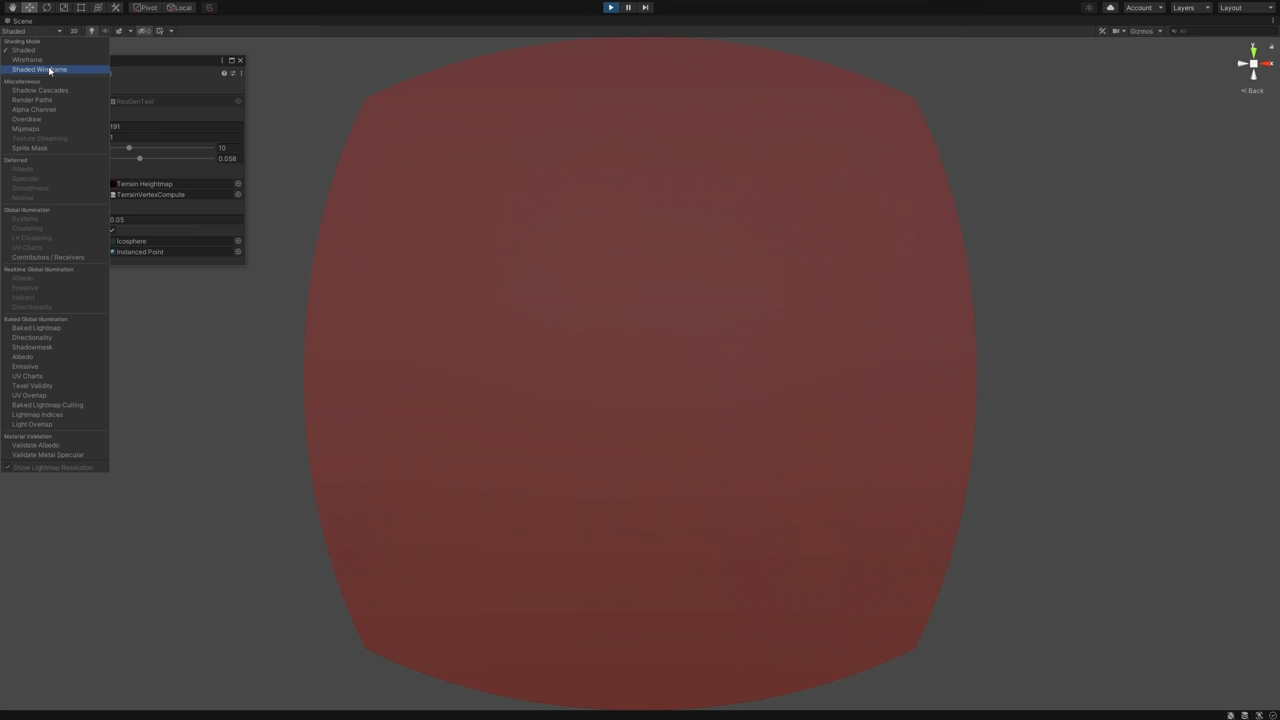 Pivot
Local
Account
Layers
Layout
Scene
Shaded
2D
0
Gizmos
All
Shading Mode
Shaded
Wireframe
Shaded Wireframe
Miscellaneous
Shadow Cascades
Render Paths
Alpha Channel
Overdraw
Mipmaps
Texture Streaming
Sprite Mask
Deferred
Albedo
Specular
Smoothness
Normal
Global Illumination
Systems
Clustering
Lit Clustering
UV Charts
Contributors / Receivers
Realtime Global Illumination
Albedo
Emissive
Indirect
Directionality
Baked Global Illumination
Baked Lightmap
Directionality
Shadowmask
Albedo
Emissive
UV Charts
Texel Validity
UV Overlap
Baked Lightmap Culling
Lightmap Indices
Light Overlap
Material Validation
Validate Albedo
Validate Metal Specular
Show Lightmap Resolution
ResGenTest
191
1
10
0.058
Terrain Heightmap
TerrainVertexCompute
0.05
Icosphere
Instanced Point
y
x
Back